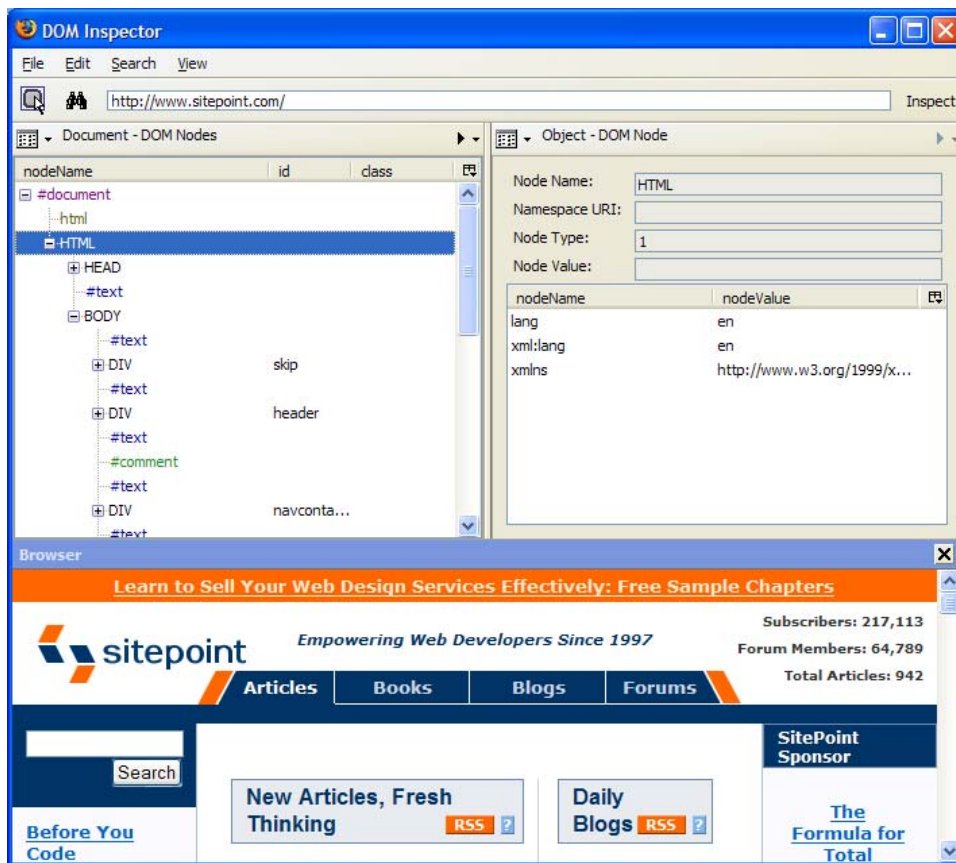 DOM Inspector
File Edit Search View
http://www.sitepoint.com/ Inspect
Document - DOM Nodes
nodeName id class
#document
html
HTML
HEAD
#text
BODY
#text
DIV skip
#text
DIV header
#text
#comment
#text
DIV navconta...
#text
Object - DOM Node
Node Name: HTML
Namespace URI:
Node Type: 1
Node Value:
nodeName nodeValue
lang en
xml:lang en
xmlns http://www.w3.org/1999/x...
Browser
Learn to Sell Your Web Design Services Effectively: Free Sample Chapters
sitepoint
Empowering Web Developers Since 1997
Subscribers: 217,113
Forum Members: 64,789
Total Articles: 942
Articles Books Blogs Forums
Search
Before You
Code
New Articles, Fresh
Thinking RSS ?
Daily
Blogs RSS ?
SitePoint
Sponsor
The
Formula for
Total